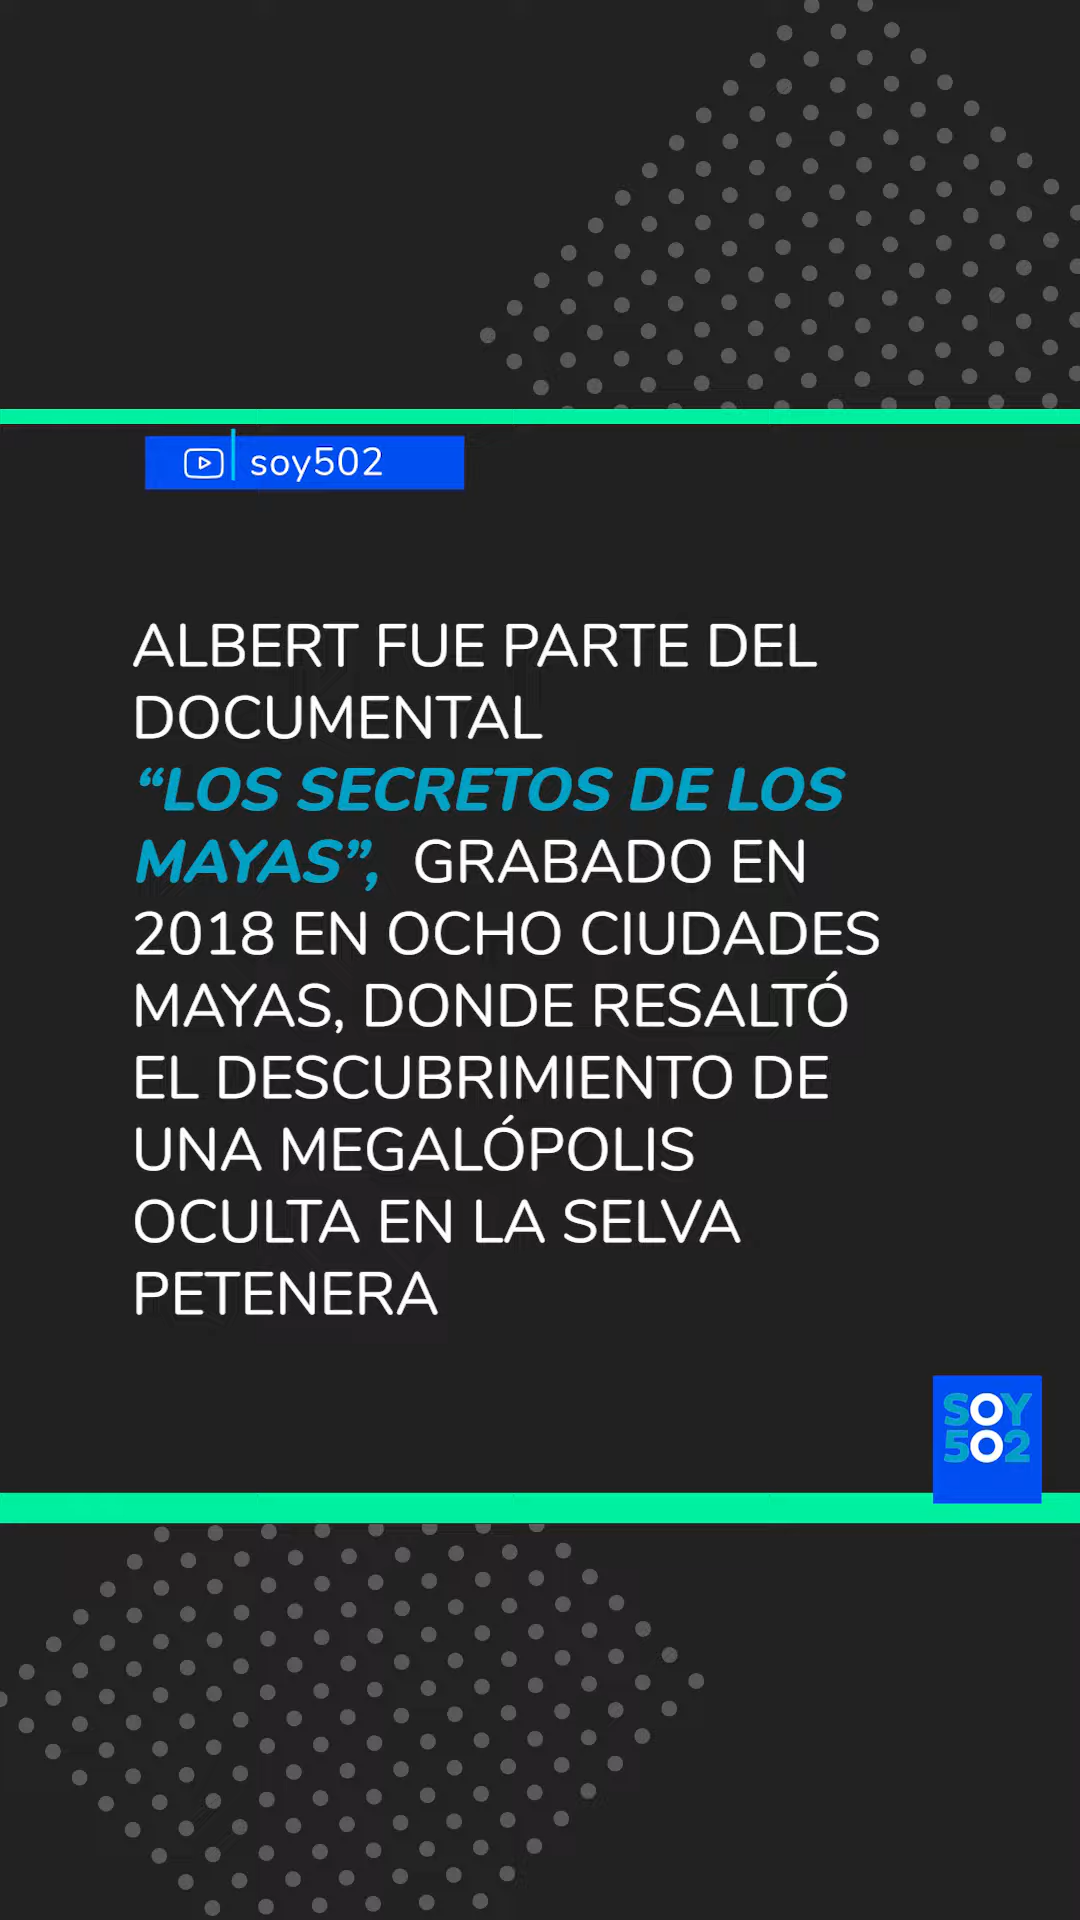 soy502
ALBERT FUE PARTE DEL
DOCUMENTAL
“LOS SECRETOS DE LOS
MAYAS”, GRABADO EN
2018 EN OCHO CIUDADES
MAYAS, DONDE RESALTÓ
EL DESCUBRIMIENTO DE
UNA MEGALÓPOLIS
OCULTA EN LA SELVA
PETENERA
SOY
502